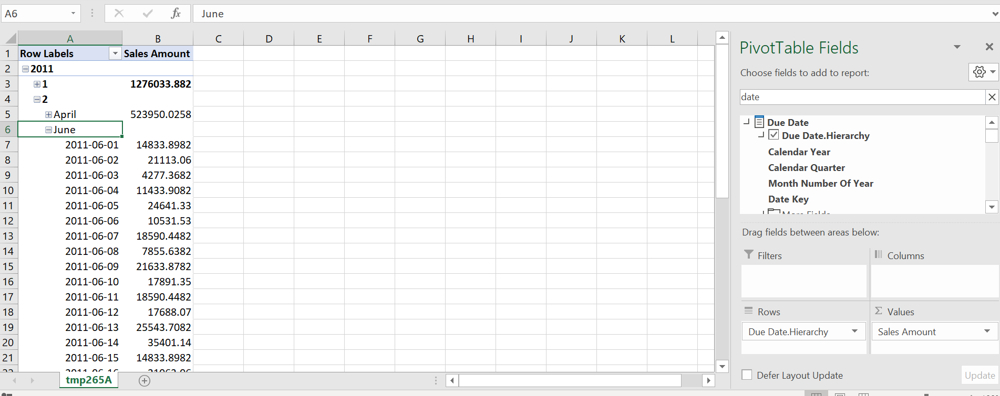 A6
fx June
A B C D E F G H I J K L
1 Row Labels Sales Amount
2 2011
3 1 1276033.882
4 2
5 April 523950.0258
6 June
7 2011-06-01 14833.8982
8 2011-06-02 21113.06
9 2011-06-03 4277.3682
10 2011-06-04 11433.9082
11 2011-06-05 24641.33
12 2011-06-06 10531.53
13 2011-06-07 18590.4482
14 2011-06-08 7855.6382
15 2011-06-09 21633.8782
16 2011-06-10 17891.35
17 2011-06-11 18590.4482
18 2011-06-12 17688.07
19 2011-06-13 25543.7082
20 2011-06-14 35401.14
21 2011-06-15 14833.8982
tmp265A
PivotTable Fields
Choose fields to add to report:
date
Due Date
Due Date.Hierarchy
Calendar Year
Calendar Quarter
Month Number Of Year
Date Key
More Fields
Drag fields between areas below:
Filters
Columns
Rows
Values
Due Date.Hierarchy
Sales Amount
Defer Layout Update
Update